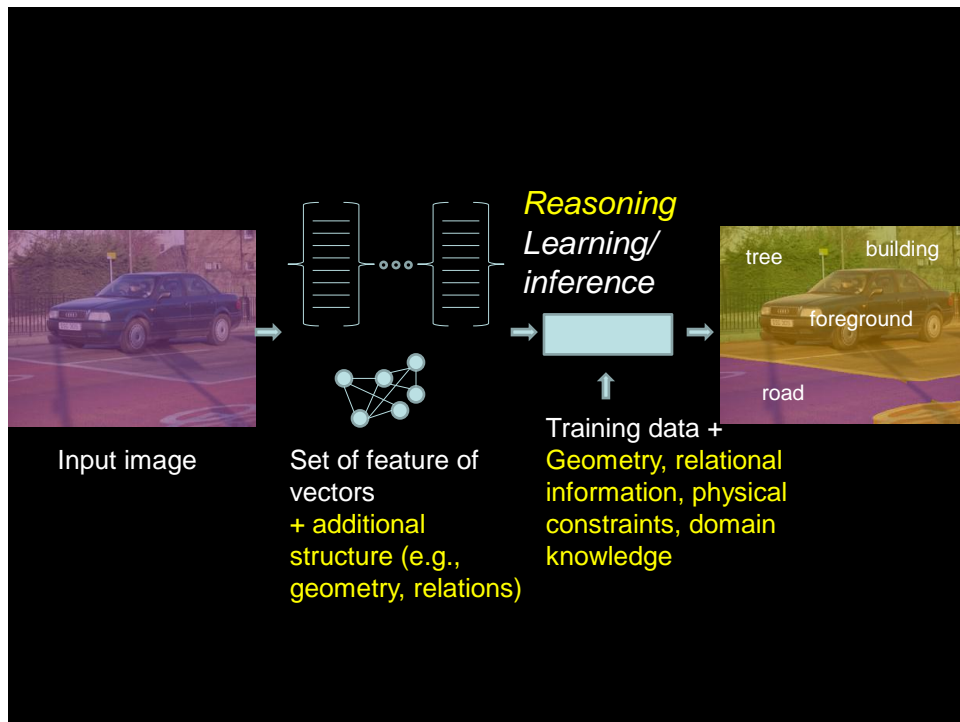 Reasoning
Learning/
inference
tree
building
foreground
road
Input image
Set of feature of
vectors
+ additional
structure (e.g.,
geometry, relations)
Training data +
Geometry, relational
information, physical
constraints, domain
knowledge